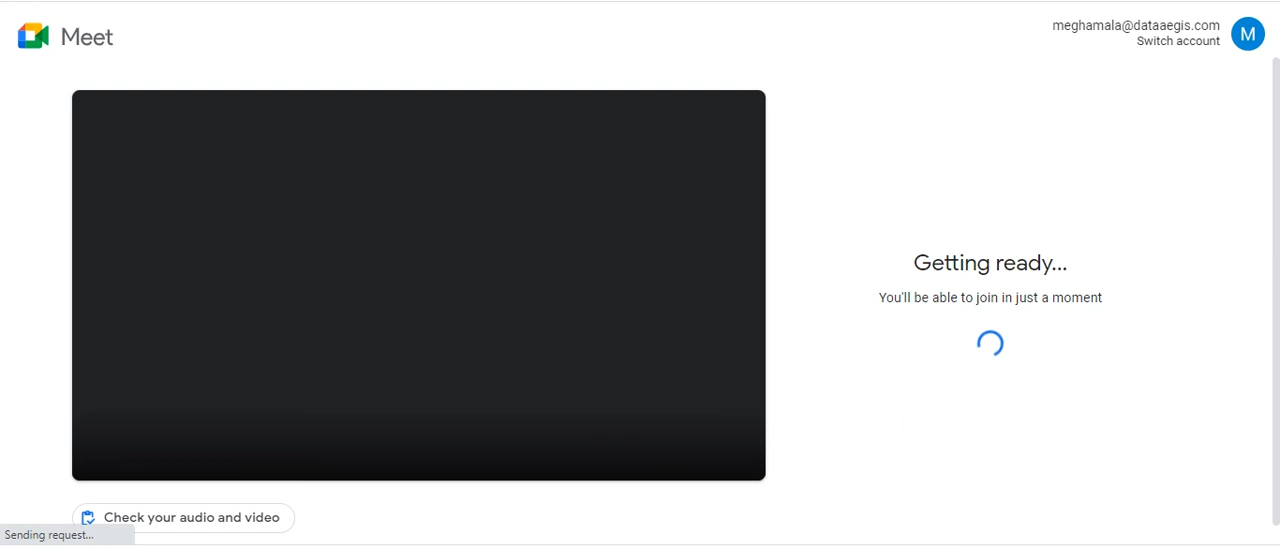 Meet
meghamala@dataaegis.com
Switch account
M
Getting ready...
You'll be able to join in just a moment
Check your audio and video
Sending request...